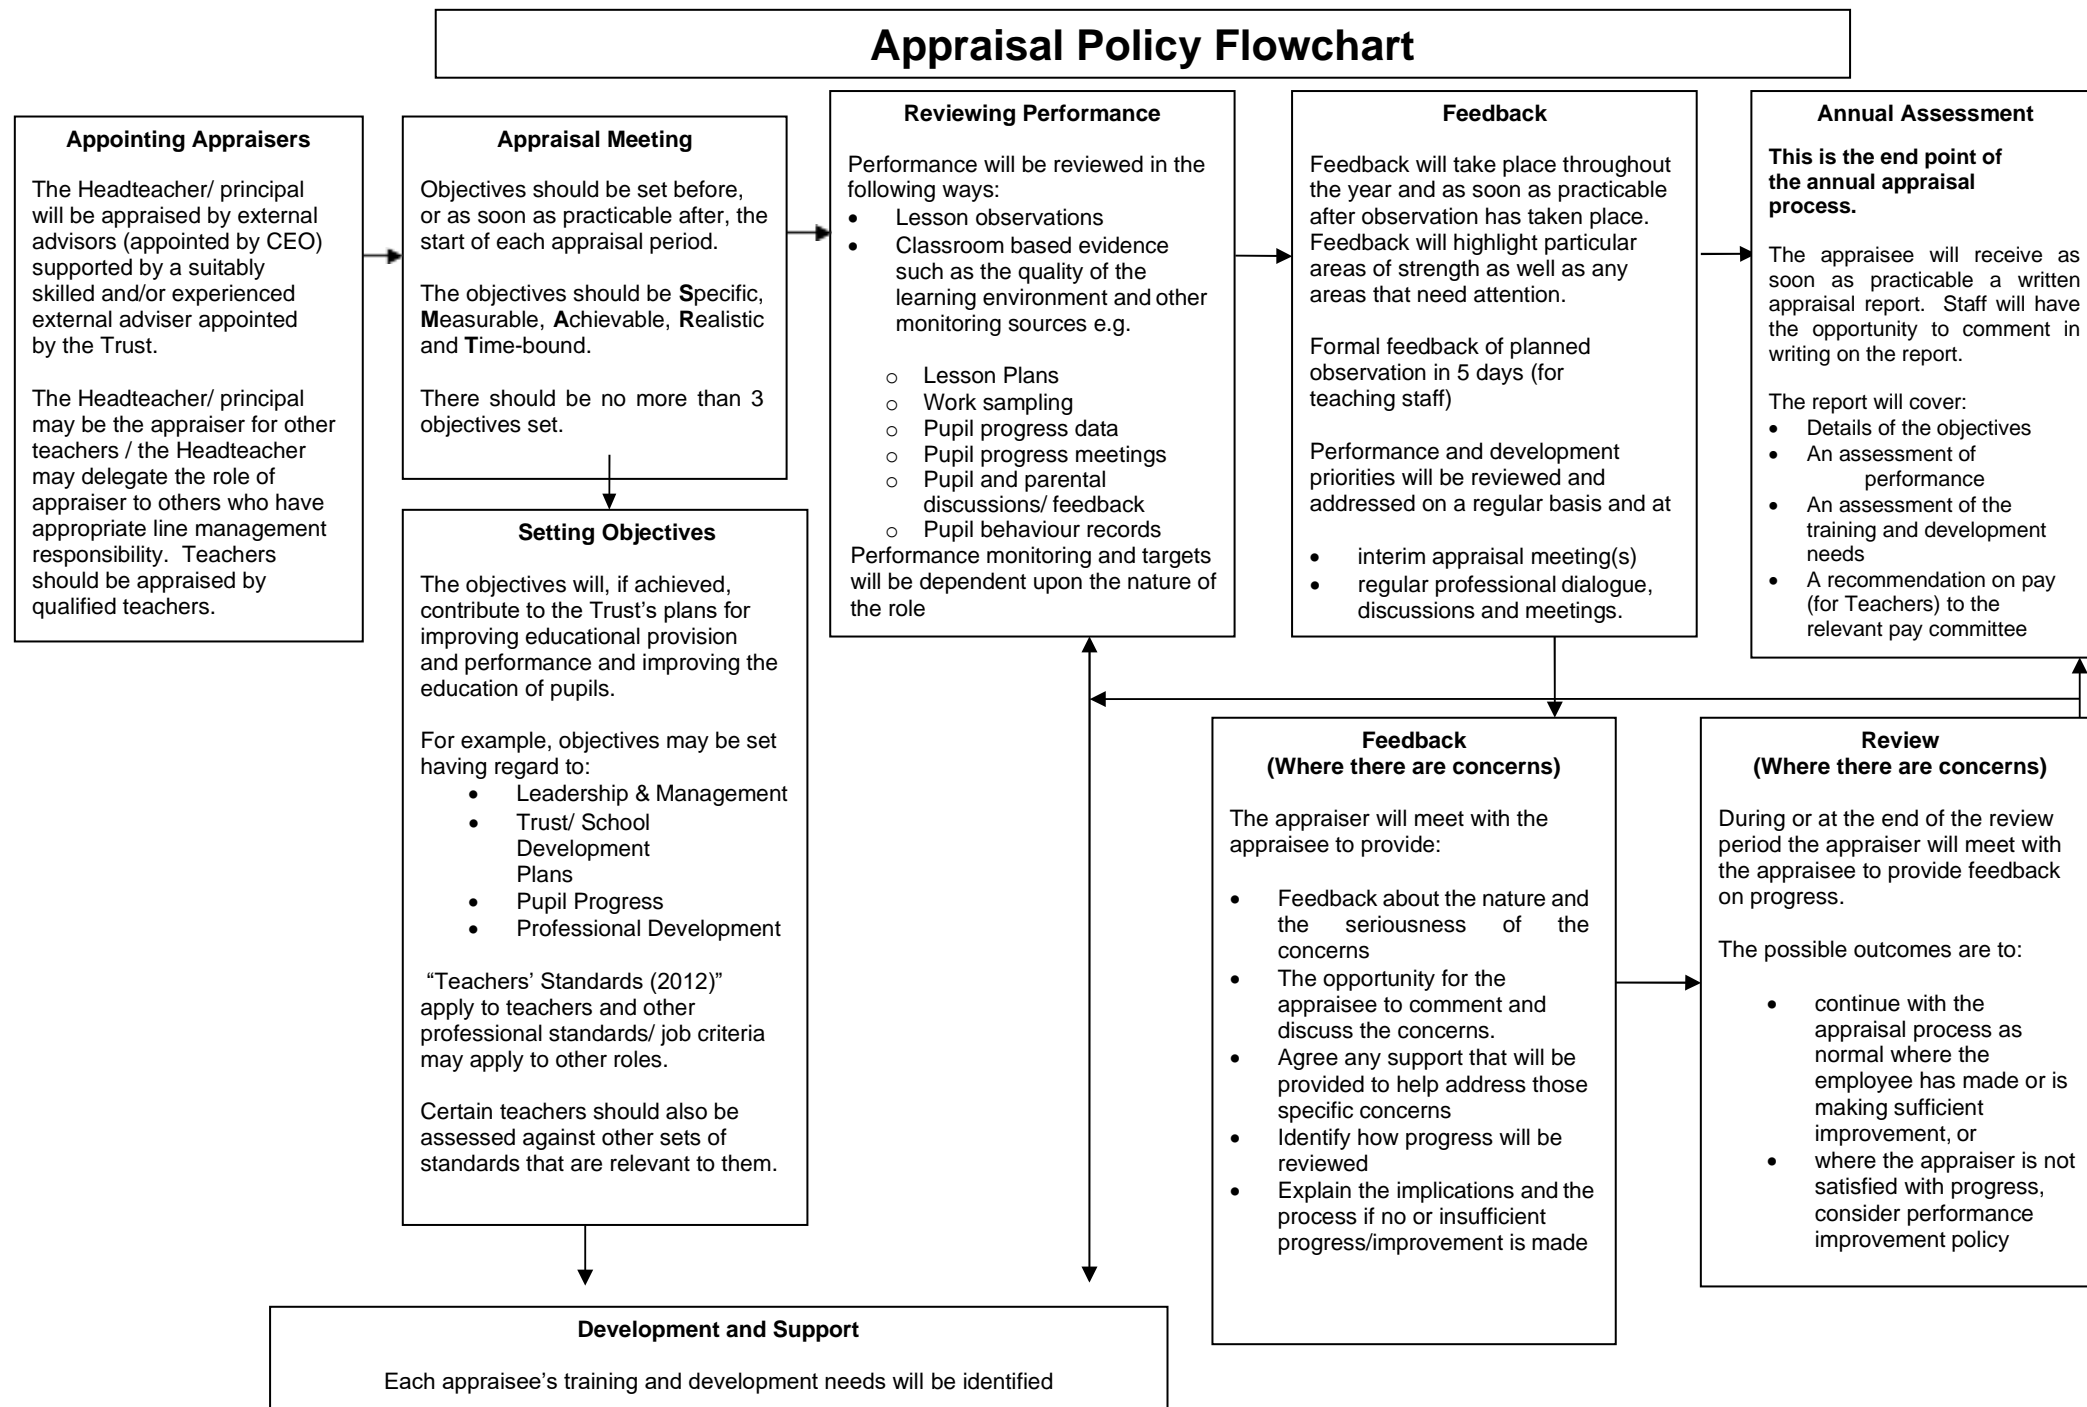 Appraisal Policy Flowchart
Appointing Appraisers
The Headteacher/ principal
will be appraised by external
advisors (appointed by CEO)
supported by a suitably
skilled and/or experienced
external adviser appointed
by the Trust.
The Headteacher/ principal
may be the appraiser for other
teachers / the Headteacher
may delegate the role of
appraiser to others who have
appropriate line management
responsibility. Teachers
should be appraised by
qualified teachers.
Appraisal Meeting
Objectives should be set before,
or as soon as practicable after, the
start of each appraisal period.
The objectives should be Specific,
Measurable, Achievable, Realistic
and Time-bound.
There should be no more than 3
objectives set.
Setting Objectives
The objectives will, if achieved,
contribute to the Trust’s plans for
improving educational provision
and performance and improving the
education of pupils.
For example, objectives may be set
having regard to:
• Leadership & Management
• Trust/ School
Development
Plans
• Pupil Progress
• Professional Development
“Teachers’ Standards (2012)”
apply to teachers and other
professional standards/ job criteria
may apply to other roles.
Certain teachers should also be
assessed against other sets of
standards that are relevant to them.
Reviewing Performance
Performance will be reviewed in the
following ways:
• Lesson observations
• Classroom based evidence
such as the quality of the
learning environment and other
monitoring sources e.g.
o Lesson Plans
o Work sampling
o Pupil progress data
o Pupil progress meetings
o Pupil and parental
discussions/ feedback
o Pupil behaviour records
Performance monitoring and targets
will be dependent upon the nature of
the role
Feedback
Feedback will take place throughout
the year and as soon as practicable
after observation has taken place.
Feedback will highlight particular
areas of strength as well as any
areas that need attention.
Formal feedback of planned
observation in 5 days (for
teaching staff)
Performance and development
priorities will be reviewed and
addressed on a regular basis and at
• interim appraisal meeting(s)
• regular professional dialogue,
discussions and meetings.
Annual Assessment
This is the end point of
the annual appraisal
process.
The appraisee will receive as
soon as practicable a written
appraisal report. Staff will have
the opportunity to comment in
writing on the report.
The report will cover:
• Details of the objectives
• An assessment of
performance
• An assessment of the
training and development
needs
• A recommendation on pay
(for Teachers) to the
relevant pay committee
Feedback
(Where there are concerns)
The appraiser will meet with the
appraisee to provide:
• Feedback about the nature and
the seriousness of the
concerns
• The opportunity for the
appraisee to comment and
discuss the concerns.
• Agree any support that will be
provided to help address those
specific concerns
• Identify how progress will be
reviewed
• Explain the implications and the
process if no or insufficient
progress/improvement is made
Review
(Where there are concerns)
During or at the end of the review
period the appraiser will meet with
the appraisee to provide feedback
on progress.
The possible outcomes are to:
• continue with the
appraisal process as
normal where the
employee has made or is
making sufficient
improvement, or
• where the appraiser is not
satisfied with progress,
consider performance
improvement policy
Development and Support
Each appraisee’s training and development needs will be identified